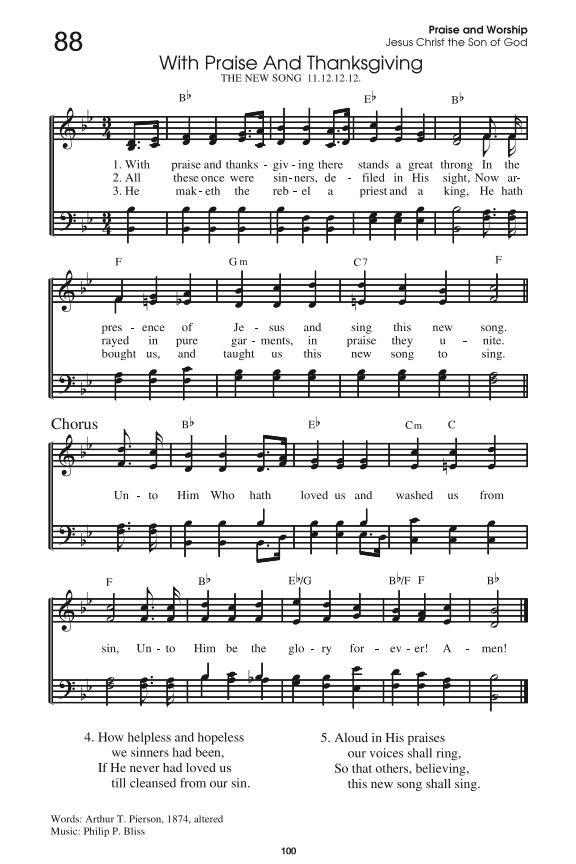 88
Praise and Worship
Jesus Christ the Son of God
With Praise And Thanksgiving
THE NEW SONG 11.12.12.12.
B♭ E♭ B♭
1. With praise and thanks - giv - ing there stands a great throng In the
2. All these once were sin - ners, de - filed in His sight, Now ar-
3. He mak - eth the reb - el a priest and a king, He hath
F Gm C7 F
pres - ence of Je - sus and sing this new song.
rayed in pure gar - ments, in praise they u - nite.
bought us, and taught us this new song to sing.
Chorus
B♭ E♭ Cm C
Un - to Him Who hath loved us and washed us from
F B♭ E♭/G B♭/F F B♭
sin, Un - to Him be the glo - ry for - ev - er! A - men!
4. How helpless and hopeless
we sinners had been,
If He never had loved us
till cleansed from our sin.
5. Aloud in His praises
our voices shall ring,
So that others, believing,
this new song shall sing.
Words: Arthur T. Pierson, 1874, altered
Music: Philip P. Bliss
100